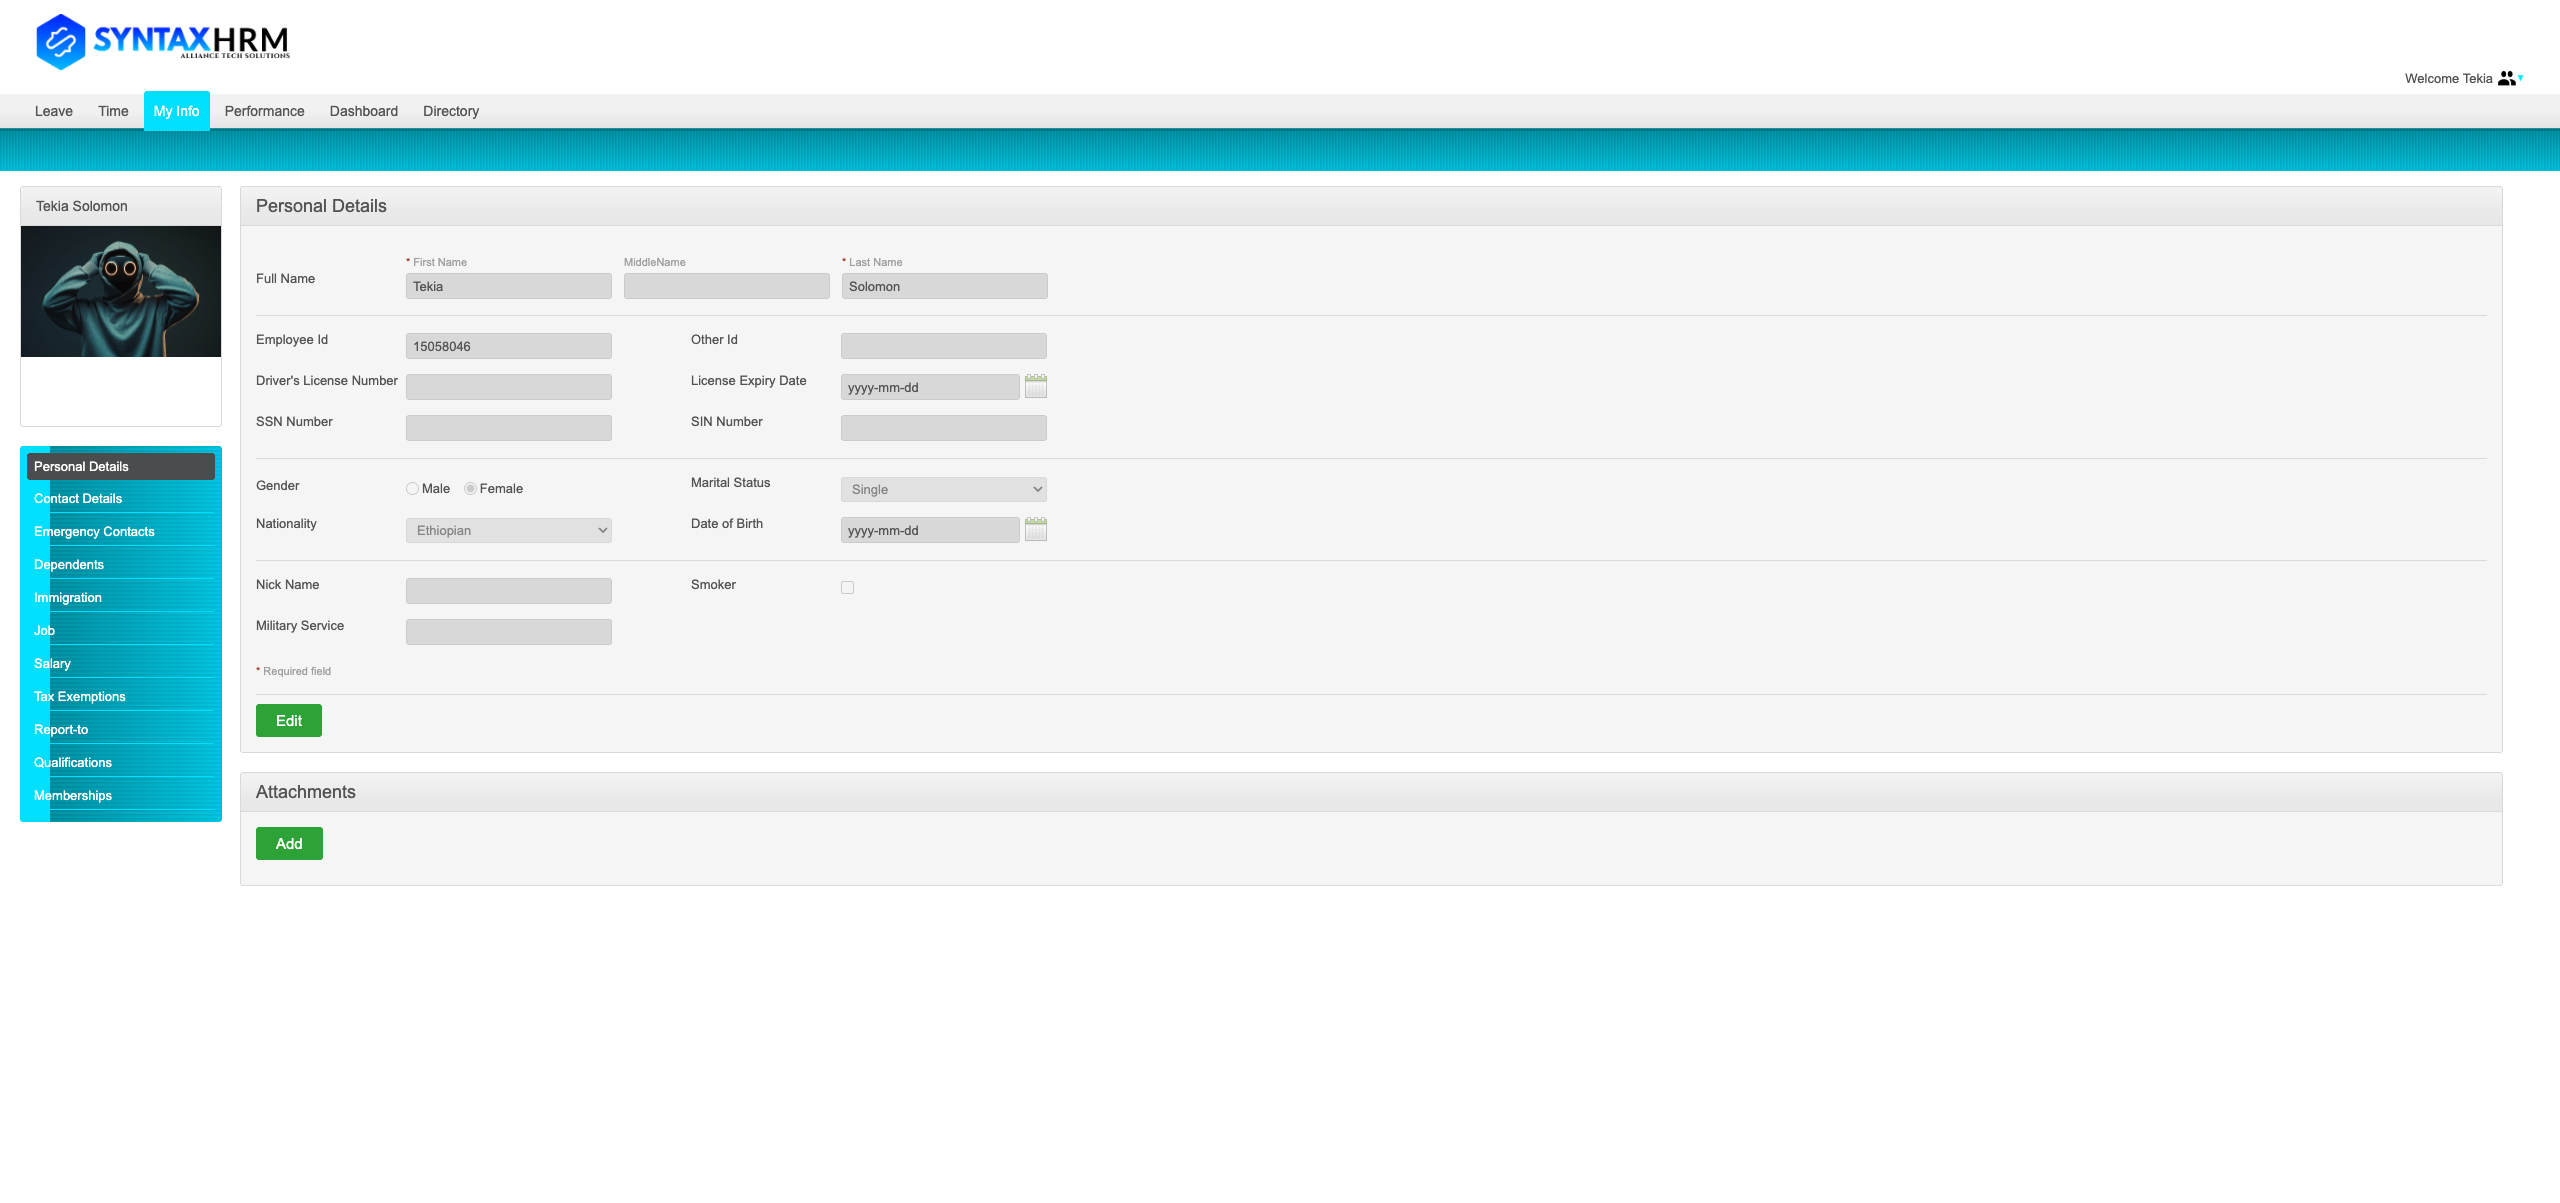 SYNTAXHRM
ALLIANCE TECH SOLUTIONS
Welcome Tekia
Leave Time My Info Performance Dashboard Directory
Tekia Solomon
Personal Details
Contact Details
Emergency Contacts
Dependents
Immigration
Job
Salary
Tax Exemptions
Report-to
Qualifications
Memberships
Personal Details
* First Name MiddleName * Last Name
Full Name Tekia Solomon
Employee Id 15058046 Other Id
Driver's License Number License Expiry Date yyyy-mm-dd
SSN Number SIN Number
Gender Male Female Marital Status Single
Nationality Ethiopian Date of Birth yyyy-mm-dd
Nick Name Smoker
Military Service
* Required field
Edit
Attachments
Add